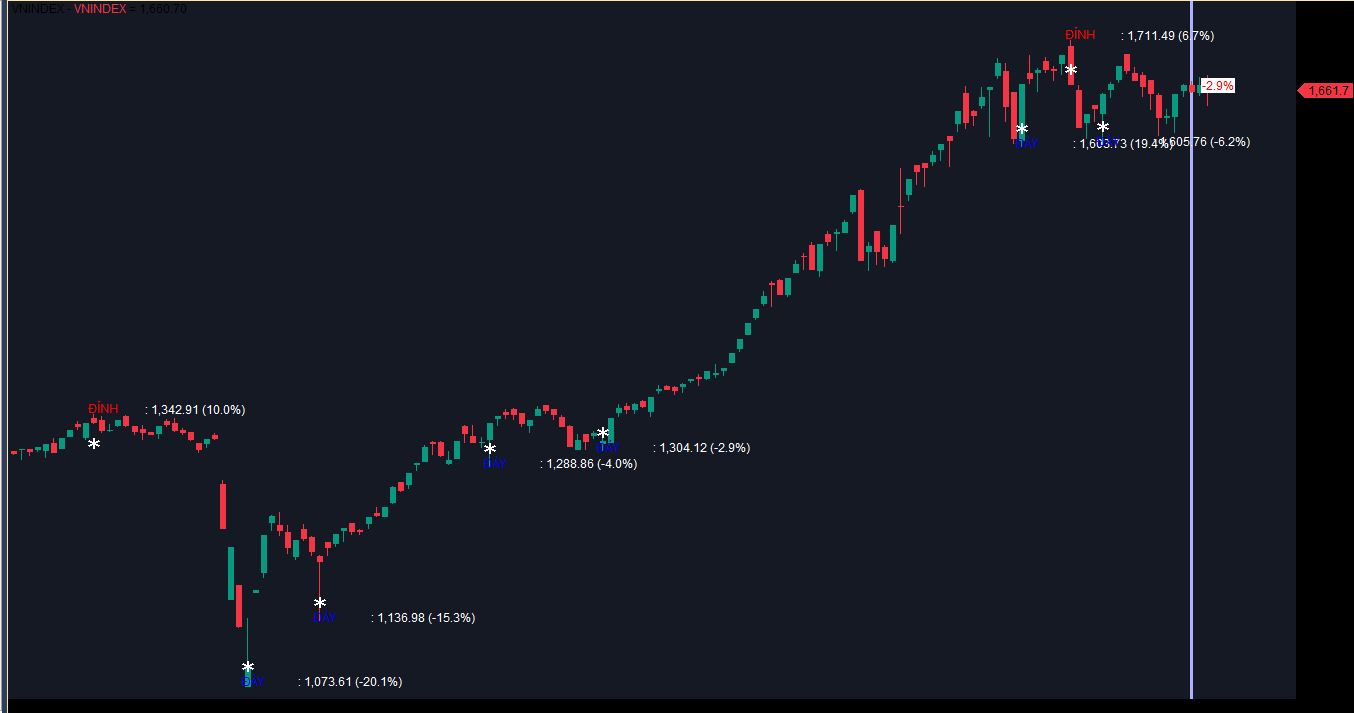 VNINDEX - VNINDEX = 1,660.70
ĐỈNH : 1,711.49 (6.7%)
-2.9%
1,661.7
ĐÁY : 1,603.73 (19.4%)
ĐÁY : 1,605.76 (-6.2%)
ĐỈNH : 1,342.91 (10.0%)
ĐÁY : 1,304.12 (-2.9%)
ĐÁY : 1,288.86 (-4.0%)
ĐÁY : 1,136.98 (-15.3%)
ĐÁY : 1,073.61 (-20.1%)